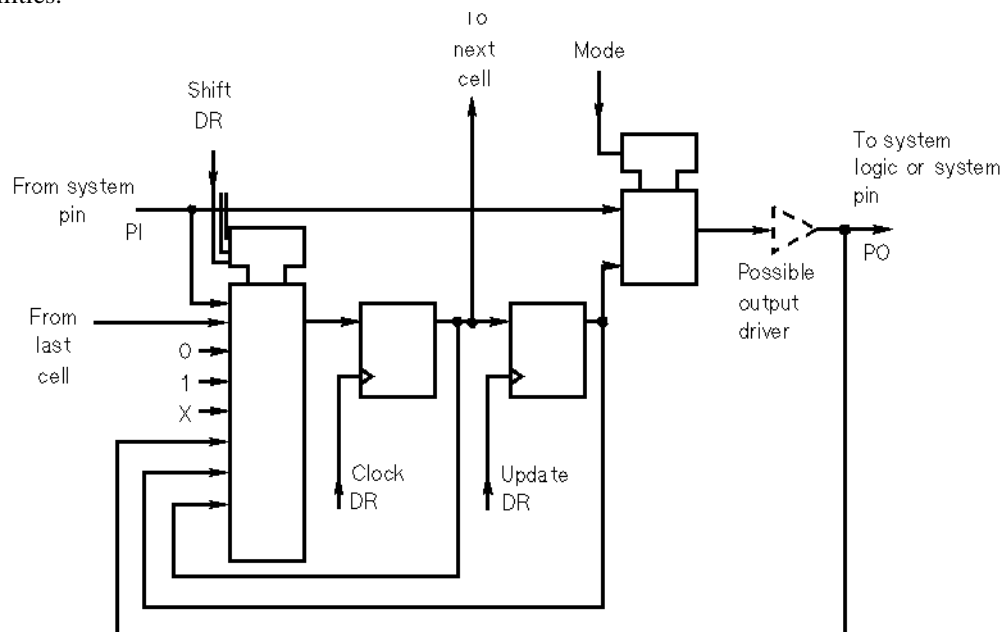 To
next
cell
Mode
Shift
DR
To system
logic or system
pin
From system
pin
PI
PO
Possible
output
driver
From
last
cell
0
1
X
Clock
DR
Update
DR